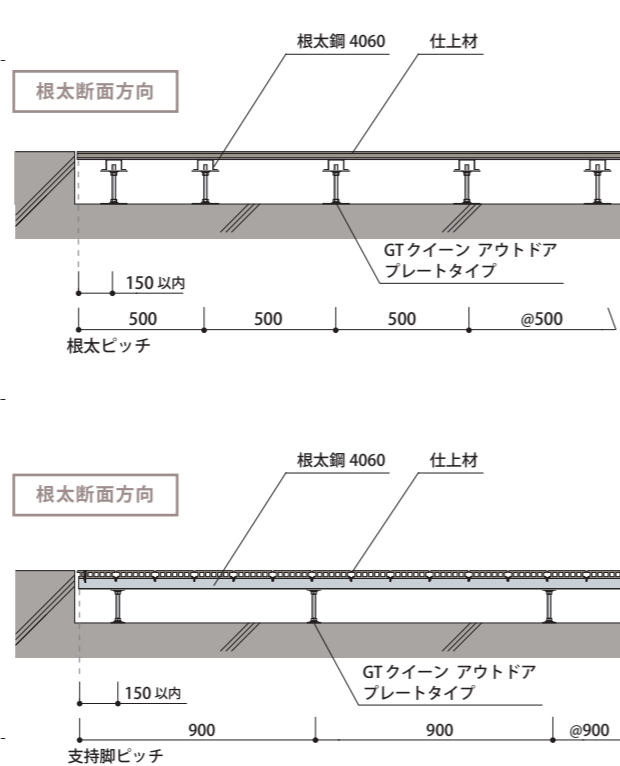 根太鋼 4060
仕上材
根太断面方向
GTクイーン アウトドア
プレートタイプ
150 以内
500
500
500
@500
根太ピッチ
根太鋼 4060
仕上材
根太断面方向
GTクイーン アウトドア
プレートタイプ
150 以内
900
900
@900
支持脚ピッチ